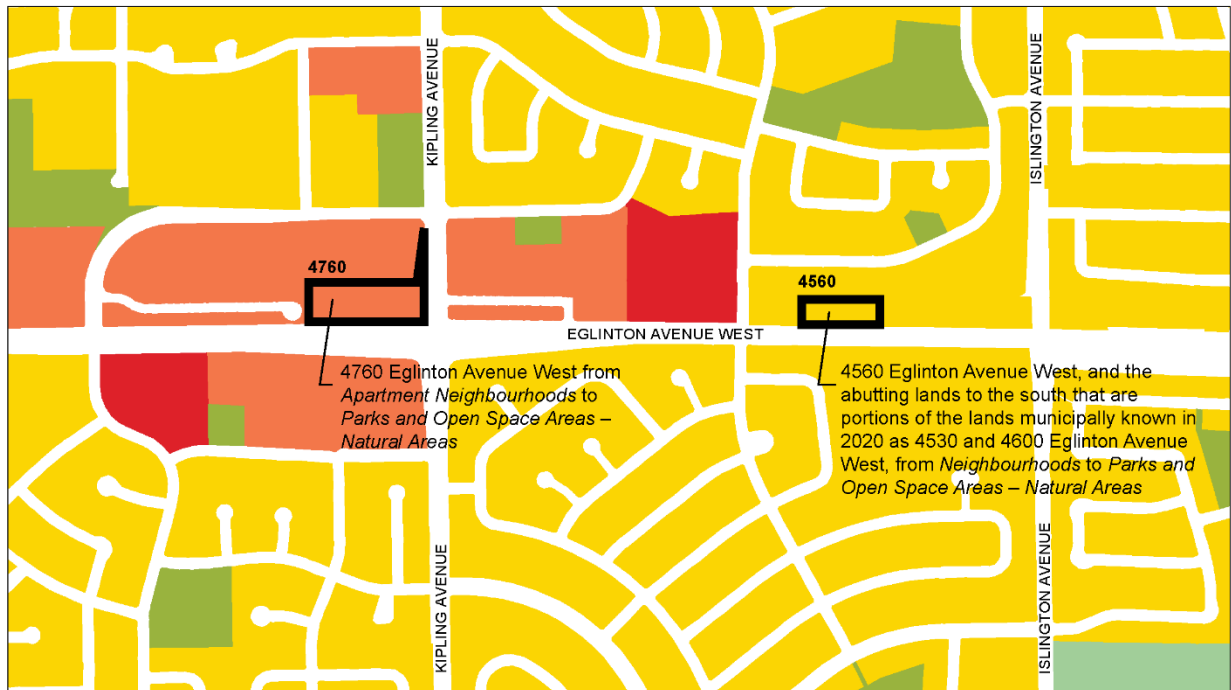 KIPLING AVENUE
ISLINGTON AVENUE
4760
4560
EGLINTON AVENUE WEST
4760 Eglinton Avenue West from
Apartment Neighbourhoods to
Parks and Open Space Areas –
Natural Areas
4560 Eglinton Avenue West, and the
abutting lands to the south that are
portions of the lands municipally known in
2020 as 4530 and 4600 Eglinton Avenue
West, from Neighbourhoods to Parks and
Open Space Areas – Natural Areas
KIPLING AVENUE
ISLINGTON AVENUE